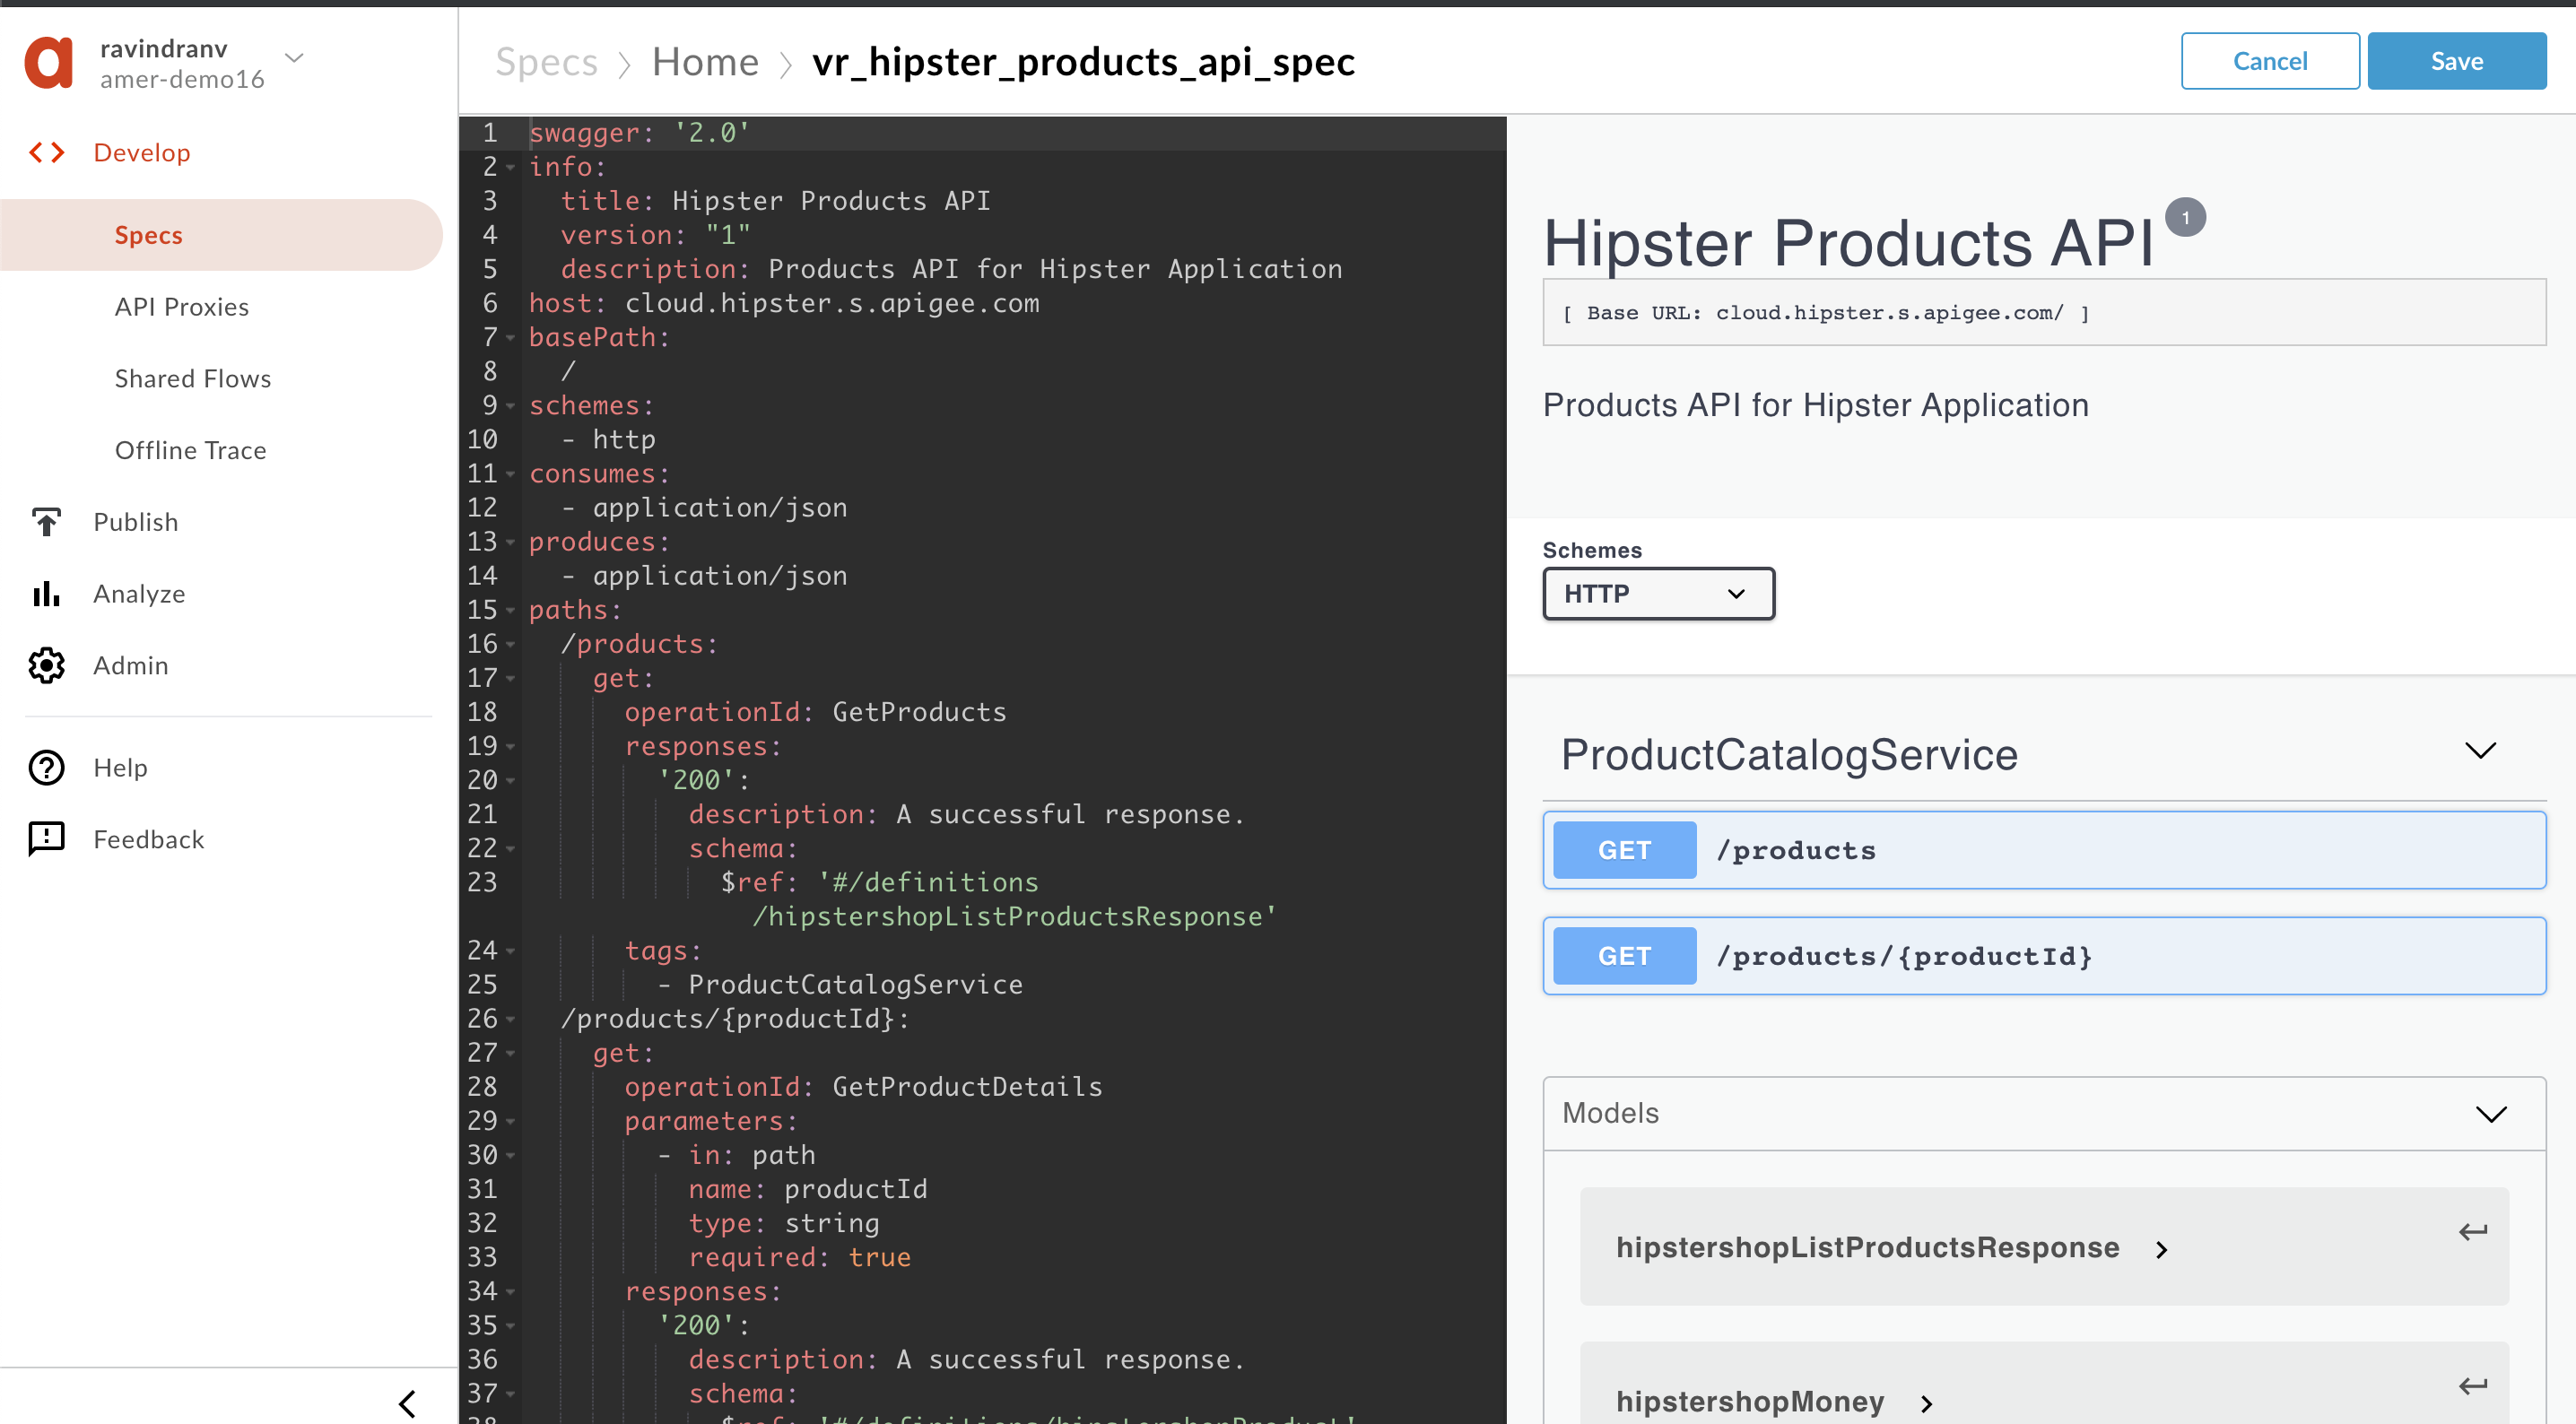 ravindranv
amer-demo16
Develop
Specs
API Proxies
Shared Flows
Offline Trace
Publish
Analyze
Admin
Help
Feedback
Specs > Home > vr_hipster_products_api_spec
Cancel
Save
1 swagger: '2.0'
2 info:
3 title: Hipster Products API
4 version: "1"
5 description: Products API for Hipster Application
6 host: cloud.hipster.s.apigee.com
7 basePath:
8 /
9 schemes:
10 - http
11 consumes:
12 - application/json
13 produces:
14 - application/json
15 paths:
16 /products:
17 get:
18 operationId: GetProducts
19 responses:
20 '200':
21 description: A successful response.
22 schema:
23 $ref: '#/definitions
/hipstershopListProductsResponse'
24 tags:
25 - ProductCatalogService
26 /products/{productId}:
27 get:
28 operationId: GetProductDetails
29 parameters:
30 - in: path
31 name: productId
32 type: string
33 required: true
34 responses:
35 '200':
36 description: A successful response.
37 schema:
38 $ref: '#/definitions/hipstershopProduct'
Hipster Products API 1
[ Base URL: cloud.hipster.s.apigee.com/ ]
Products API for Hipster Application
Schemes
HTTP
ProductCatalogService
GET /products
GET /products/{productId}
Models
hipstershopListProductsResponse
hipstershopMoney